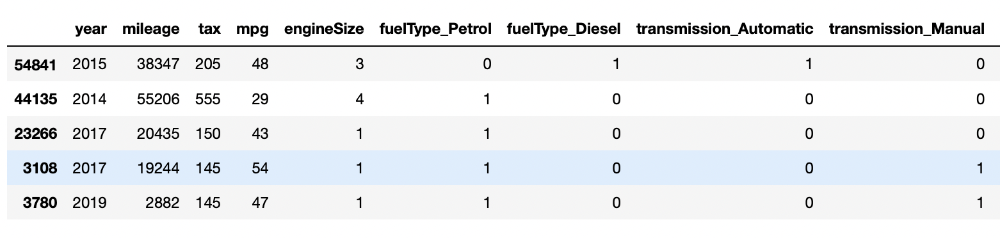 year mileage tax mpg engineSize fuelType_Petrol fuelType_Diesel transmission_Automatic transmission_Manual
54841 2015 38347 205 48 3 0 1 1 0
44135 2014 55206 555 29 4 1 0 0 0
23266 2017 20435 150 43 1 1 0 0 0
3108 2017 19244 145 54 1 1 0 0 1
3780 2019 2882 145 47 1 1 0 0 1